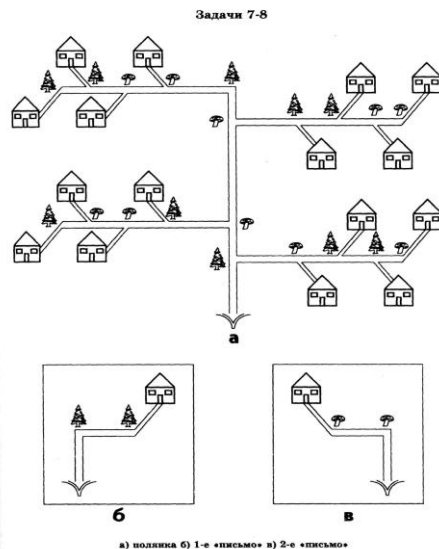 Задачи 7-8
а
б
в
а) полянка б) 1-е «письмо» в) 2-е «письмо»